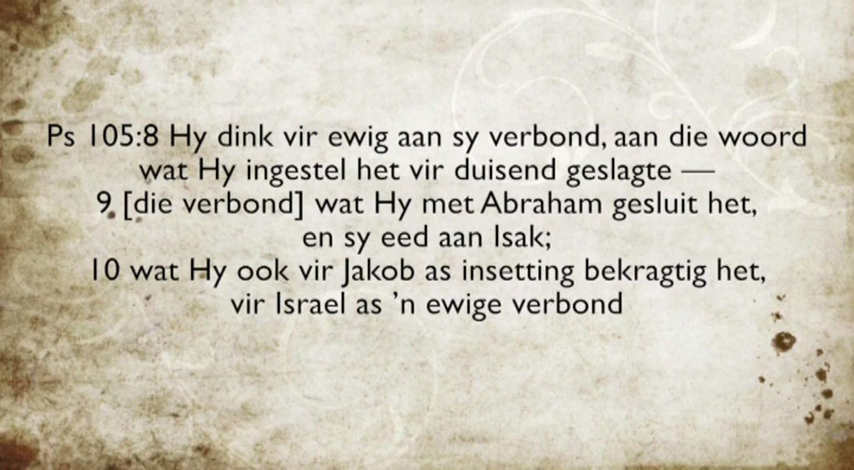 Ps 105:8 Hy dink vir ewig aan sy verbond, aan die woord
wat Hy ingestel het vir duisend geslagte —
9 [die verbond] wat Hy met Abraham gesluit het,
en sy eed aan Isak;
10 wat Hy ook vir Jakob as insetting bekragtig het,
vir Israel as ’n ewige verbond